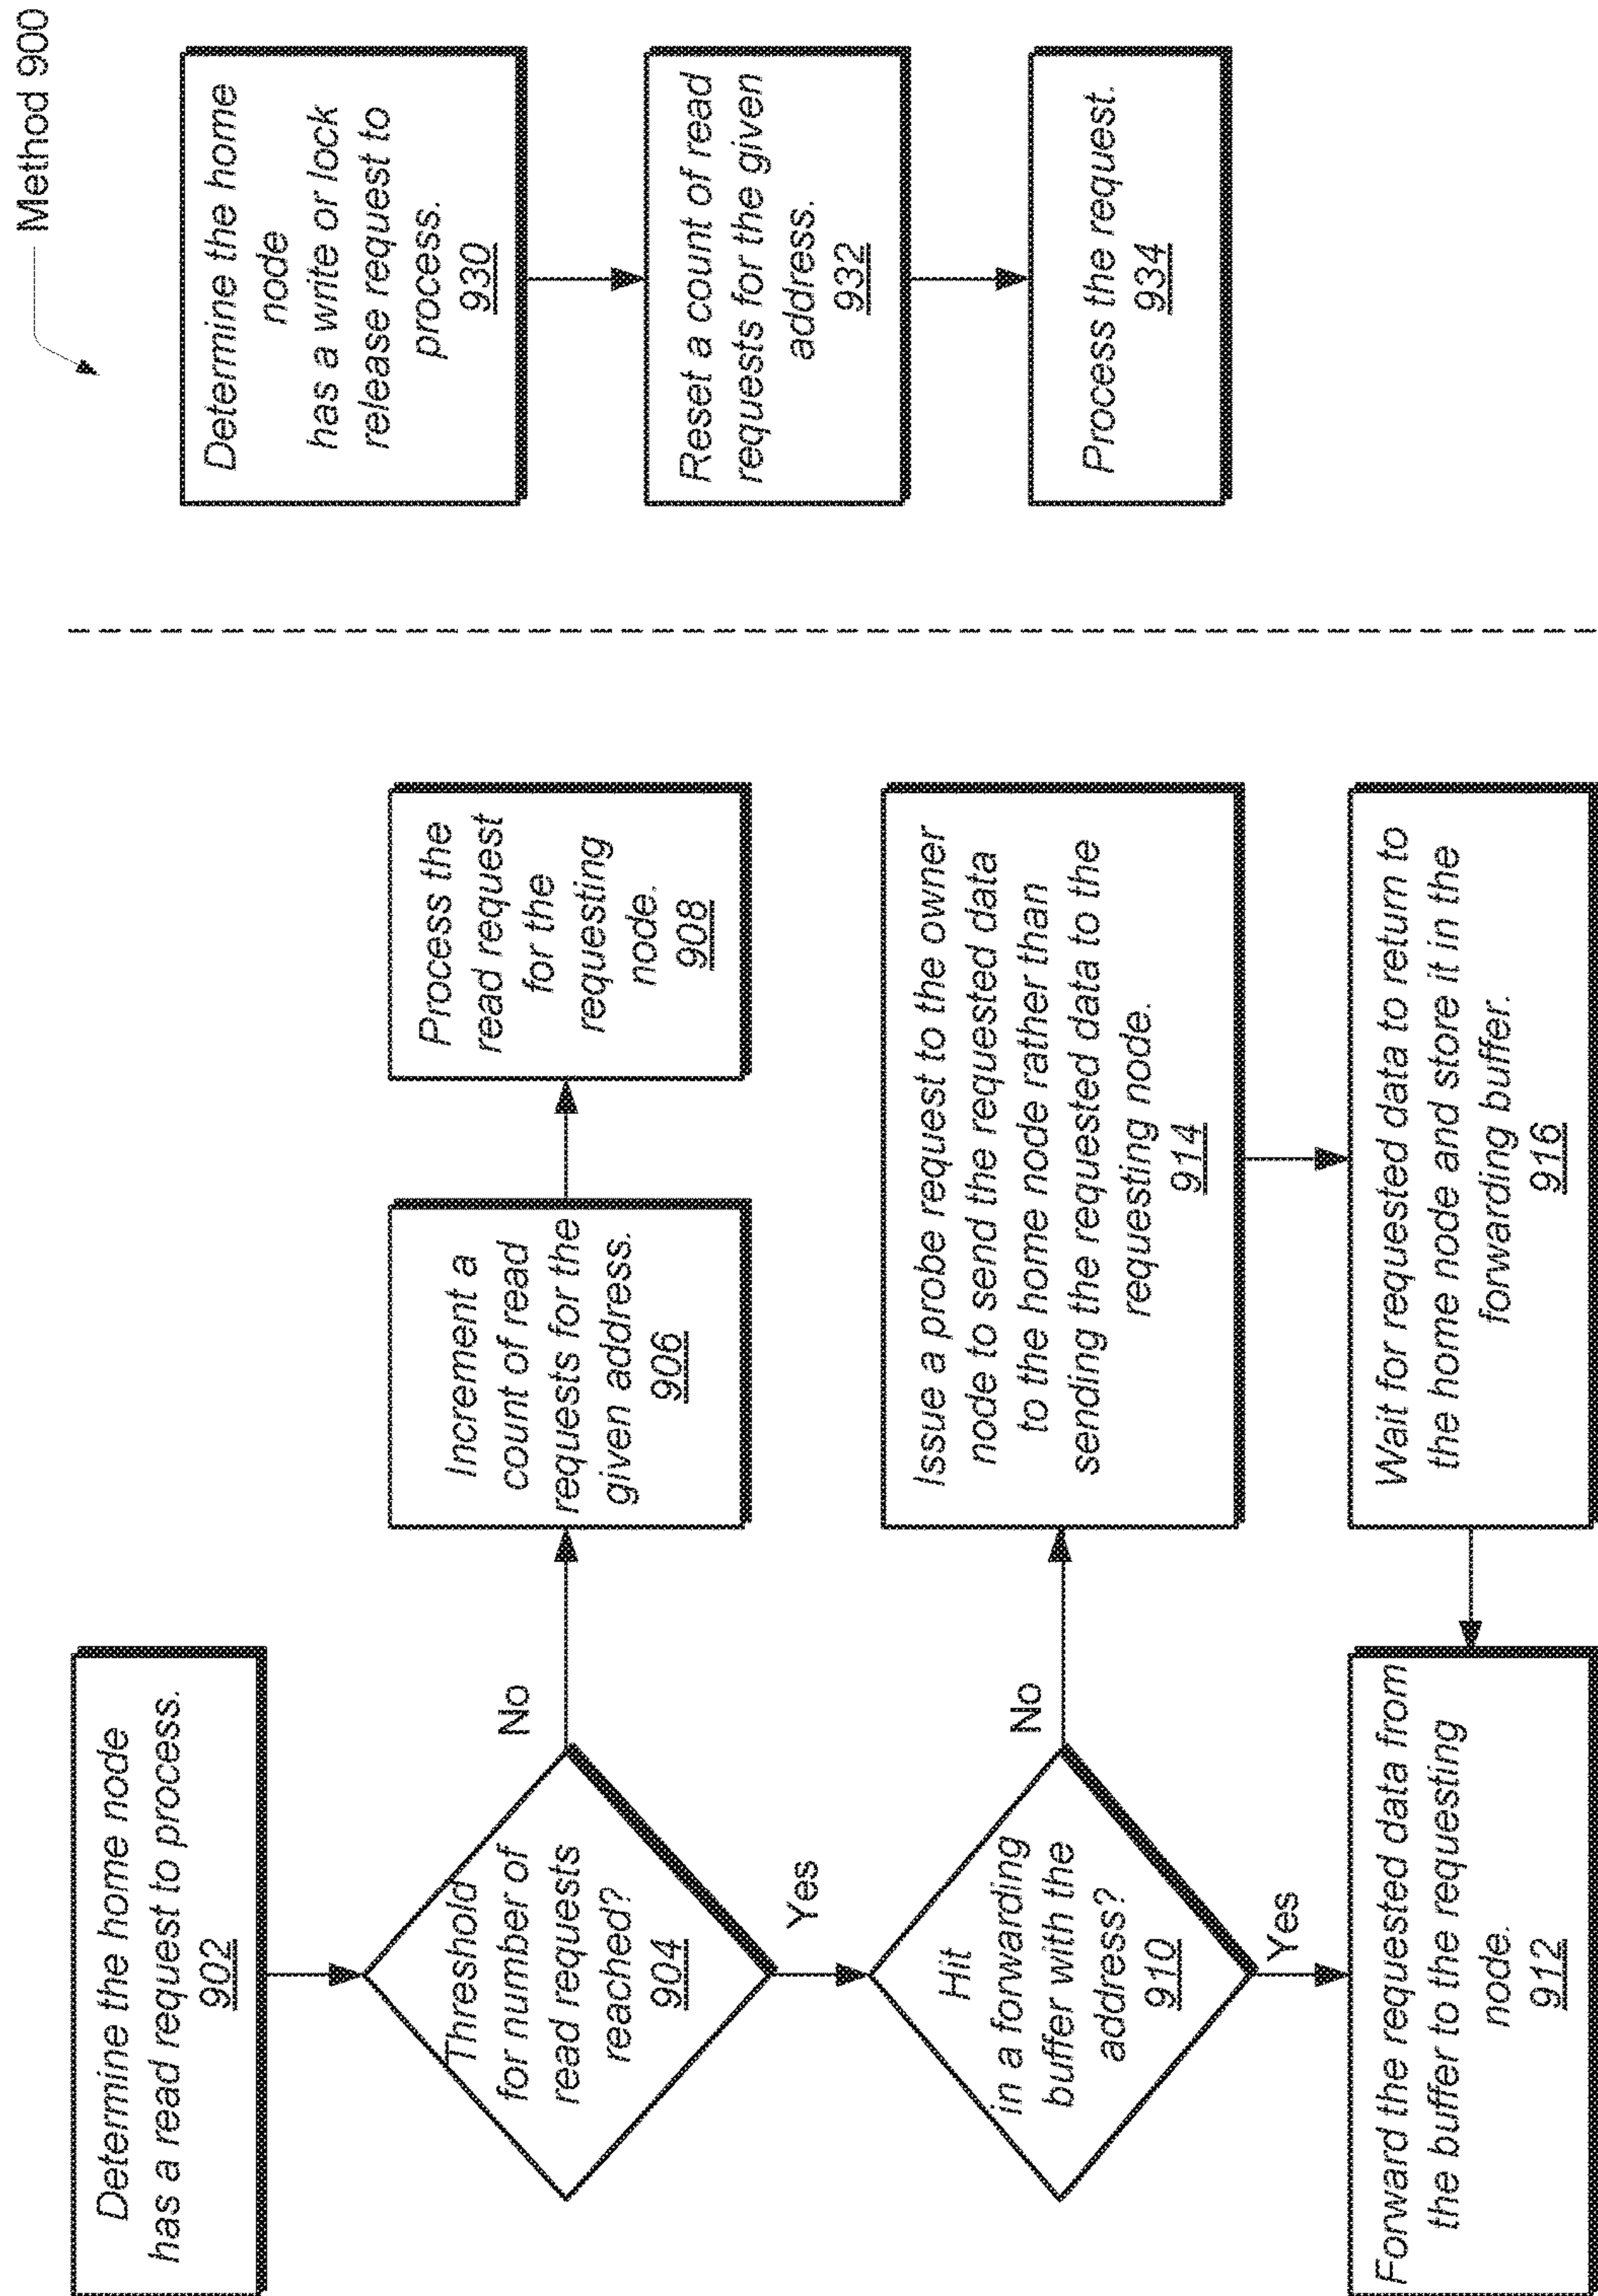 Method 900
Determine the home node
has a read request to process.
902
Threshold
for number of
read requests
reached?
904
No
Yes
Increment a
count of read
requests for the
given address.
906
Process the
read request
for the
requesting
node.
908
Hit
in a forwarding
buffer with the
address?
910
No
Yes
Issue a probe request to the owner
node to send the requested data
to the home node rather than
sending the requested data to the
requesting node.
914
Forward the requested data from
the buffer to the requesting
node.
912
Wait for requested data to return to
the home node and store it in the
forwarding buffer.
916
Determine the home
node
has a write or lock
release request to
process.
930
Reset a count of read
requests for the given
address.
932
Process the request.
934